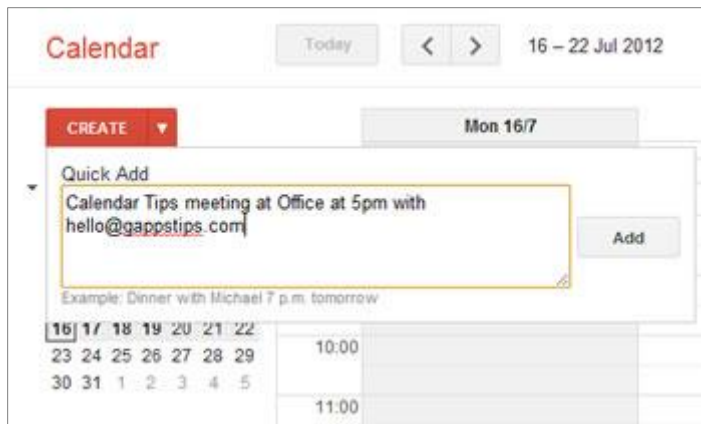 Calendar
Today
16 – 22 Jul 2012
CREATE
Mon 16/7
Quick Add
Calendar Tips meeting at Office at 5pm with
hello@gappstips.com
Add
Example: Dinner with Michael 7 p.m. tomorrow
16 17 18 19 20 21 22
23 24 25 26 27 28 29
30 31 1 2 3 4 5
10:00
11:00